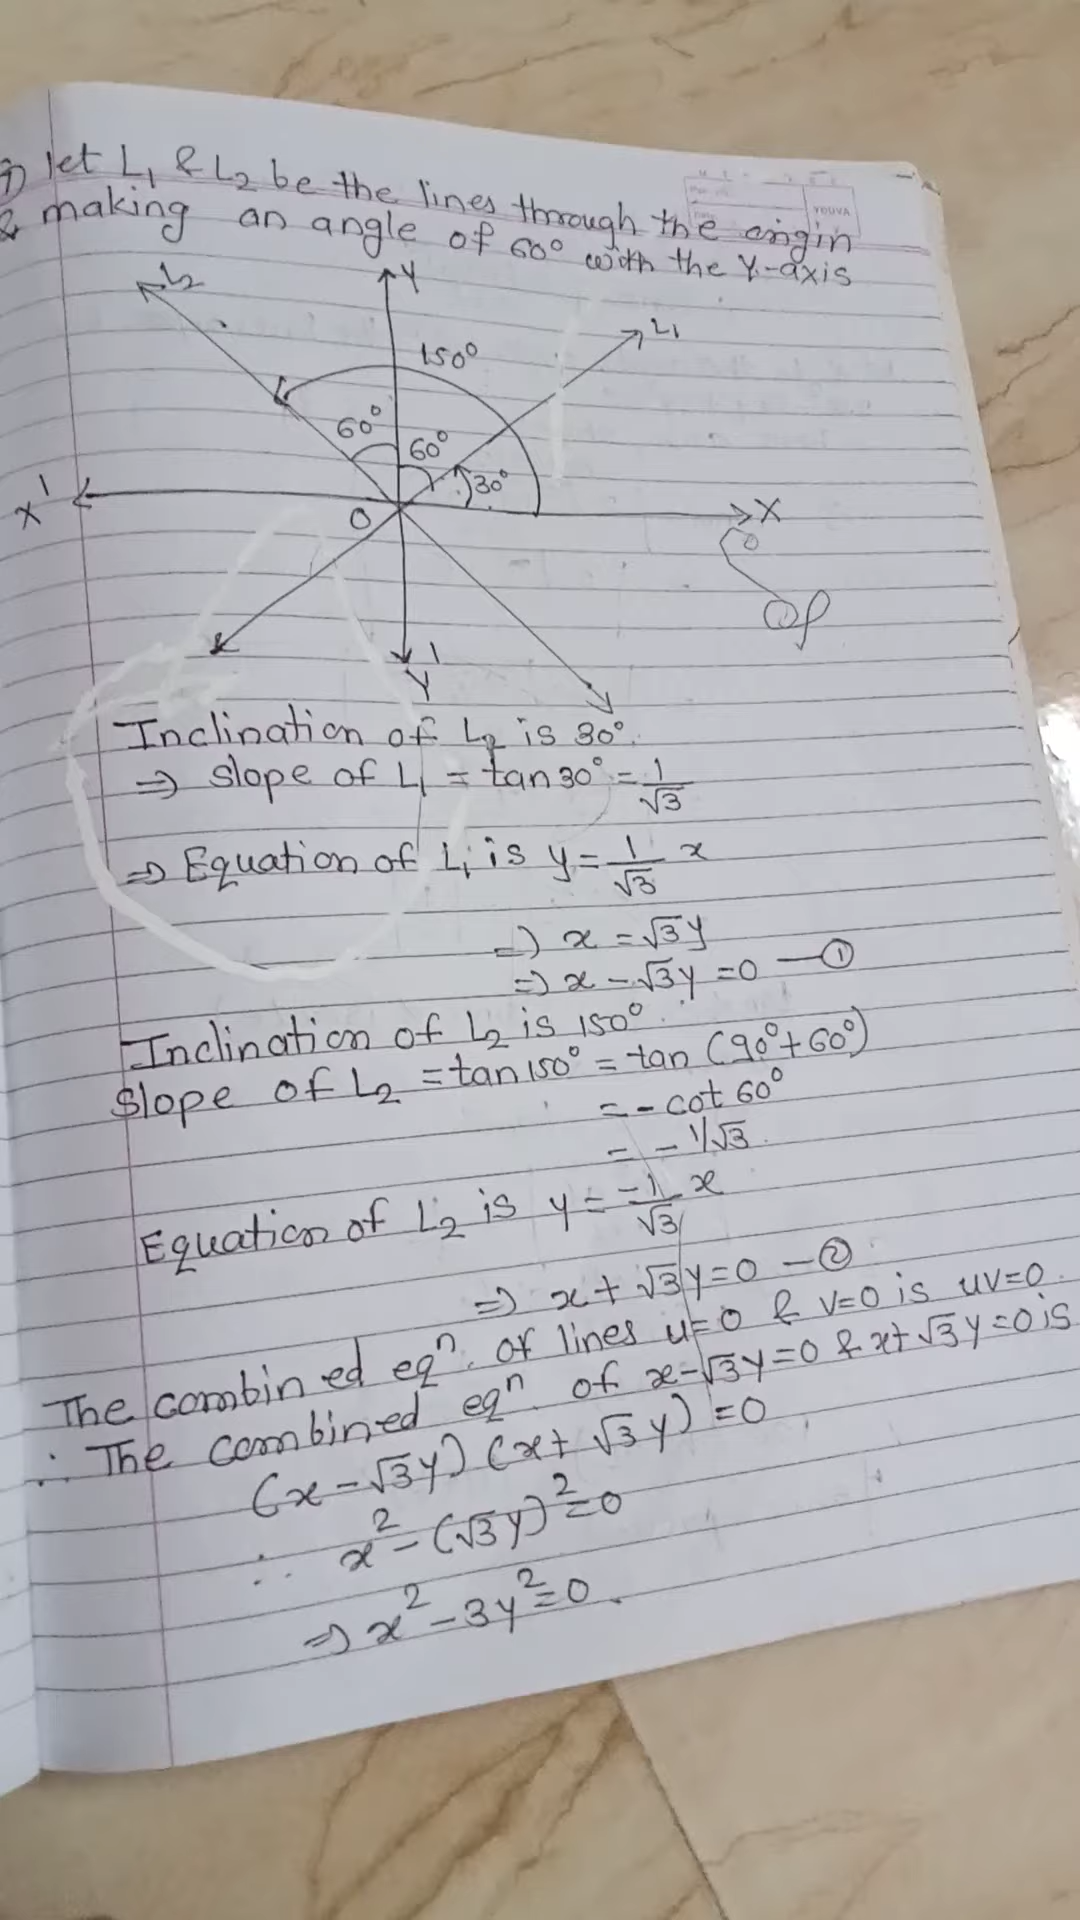 i) let L₁ & L₂ be the lines through the origin
& making an angle of 60° with the Y-axis
YOUVA
L₂
Y
L₁
150°
60°
60°
30°
X'
O
X
Y'
Inclination of L₂ is 30°.
⇒ slope of L₁ = tan 30° = 1/√3
⇒ Equation of L₁ is y = 1/√3 x
⇒ x = √3y
⇒ x - √3y = 0 — ①
Inclination of L₂ is 150°.
Slope of L₂ = tan 150° = tan (90° + 60°)
= - cot 60°
= - 1/√3.
Equation of L₂ is y = -1/√3 x
⇒ x + √3y = 0 — ②
The combined eqⁿ. of lines u=0 & v=0 is uv=0.
∴ The combined eqⁿ. of x-√3y=0 & x+√3y=0 is
(x - √3y) (x + √3y) = 0
∴ x² - (√3y)² = 0
⇒ x² - 3y² = 0.